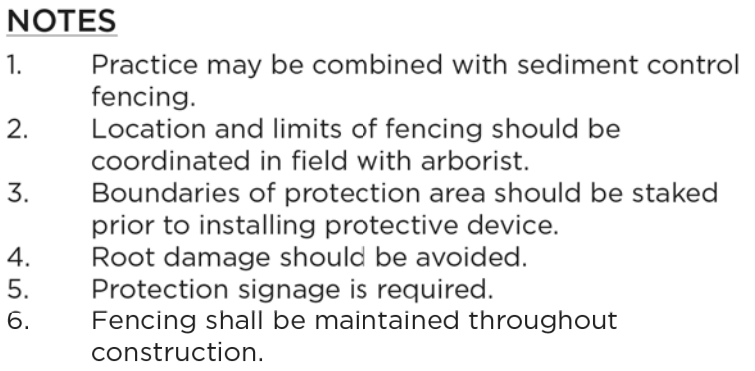 NOTES
1. Practice may be combined with sediment control
fencing.
2. Location and limits of fencing should be
coordinated in field with arborist.
3. Boundaries of protection area should be staked
prior to installing protective device.
4. Root damage should be avoided.
5. Protection signage is required.
6. Fencing shall be maintained throughout
construction.